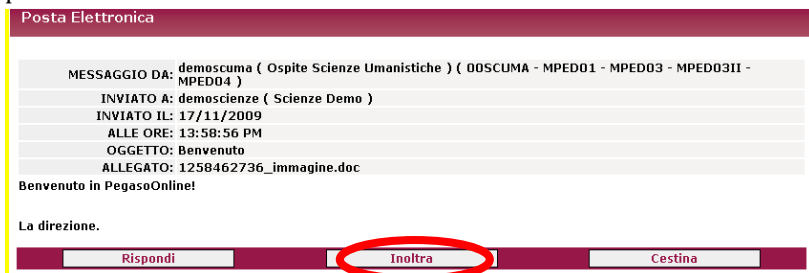 Posta Elettronica
MESSAGGIO DA: demoscuma ( Ospite Scienze Umanistiche ) ( 00SCUMA - MPED01 - MPED03 - MPED03II -
MPED04 )
INVIATO A: demoscienze ( Scienze Demo )
INVIATO IL: 17/11/2009
ALLE ORE: 13:58:56 PM
OGGETTO: Benvenuto
ALLEGATO: 1258462736_immagine.doc
Benvenuto in PegasoOnline!
La direzione.
Rispondi Inoltra Cestina